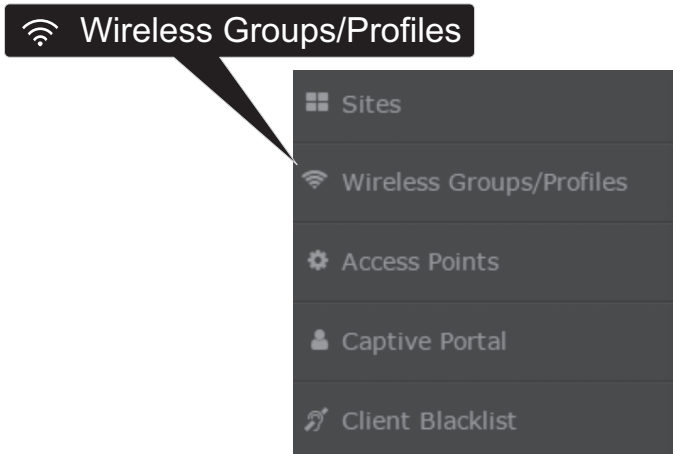 Wireless Groups/Profiles
Sites
Wireless Groups/Profiles
Access Points
Captive Portal
Client Blacklist